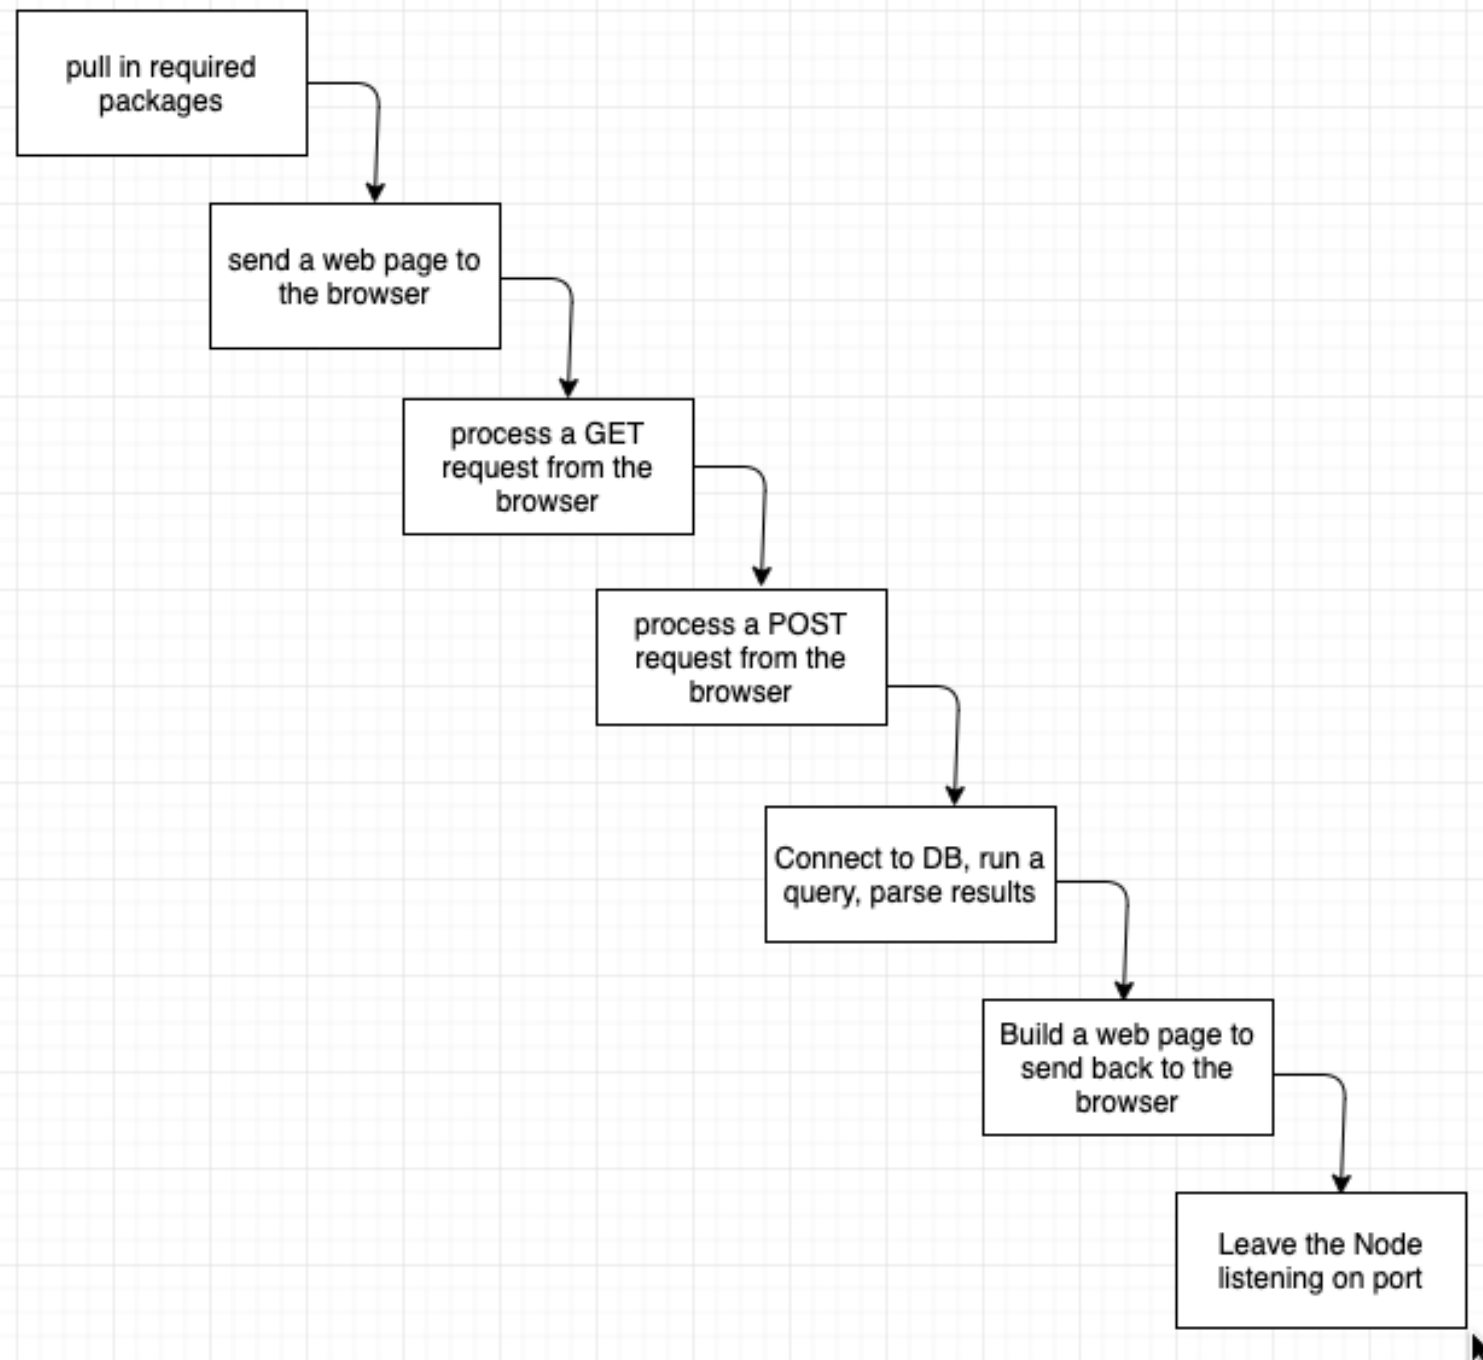 pull in required
packages
send a web page to
the browser
process a GET
request from the
browser
process a POST
request from the
browser
Connect to DB, run a
query, parse results
Build a web page to
send back to the
browser
Leave the Node
listening on port